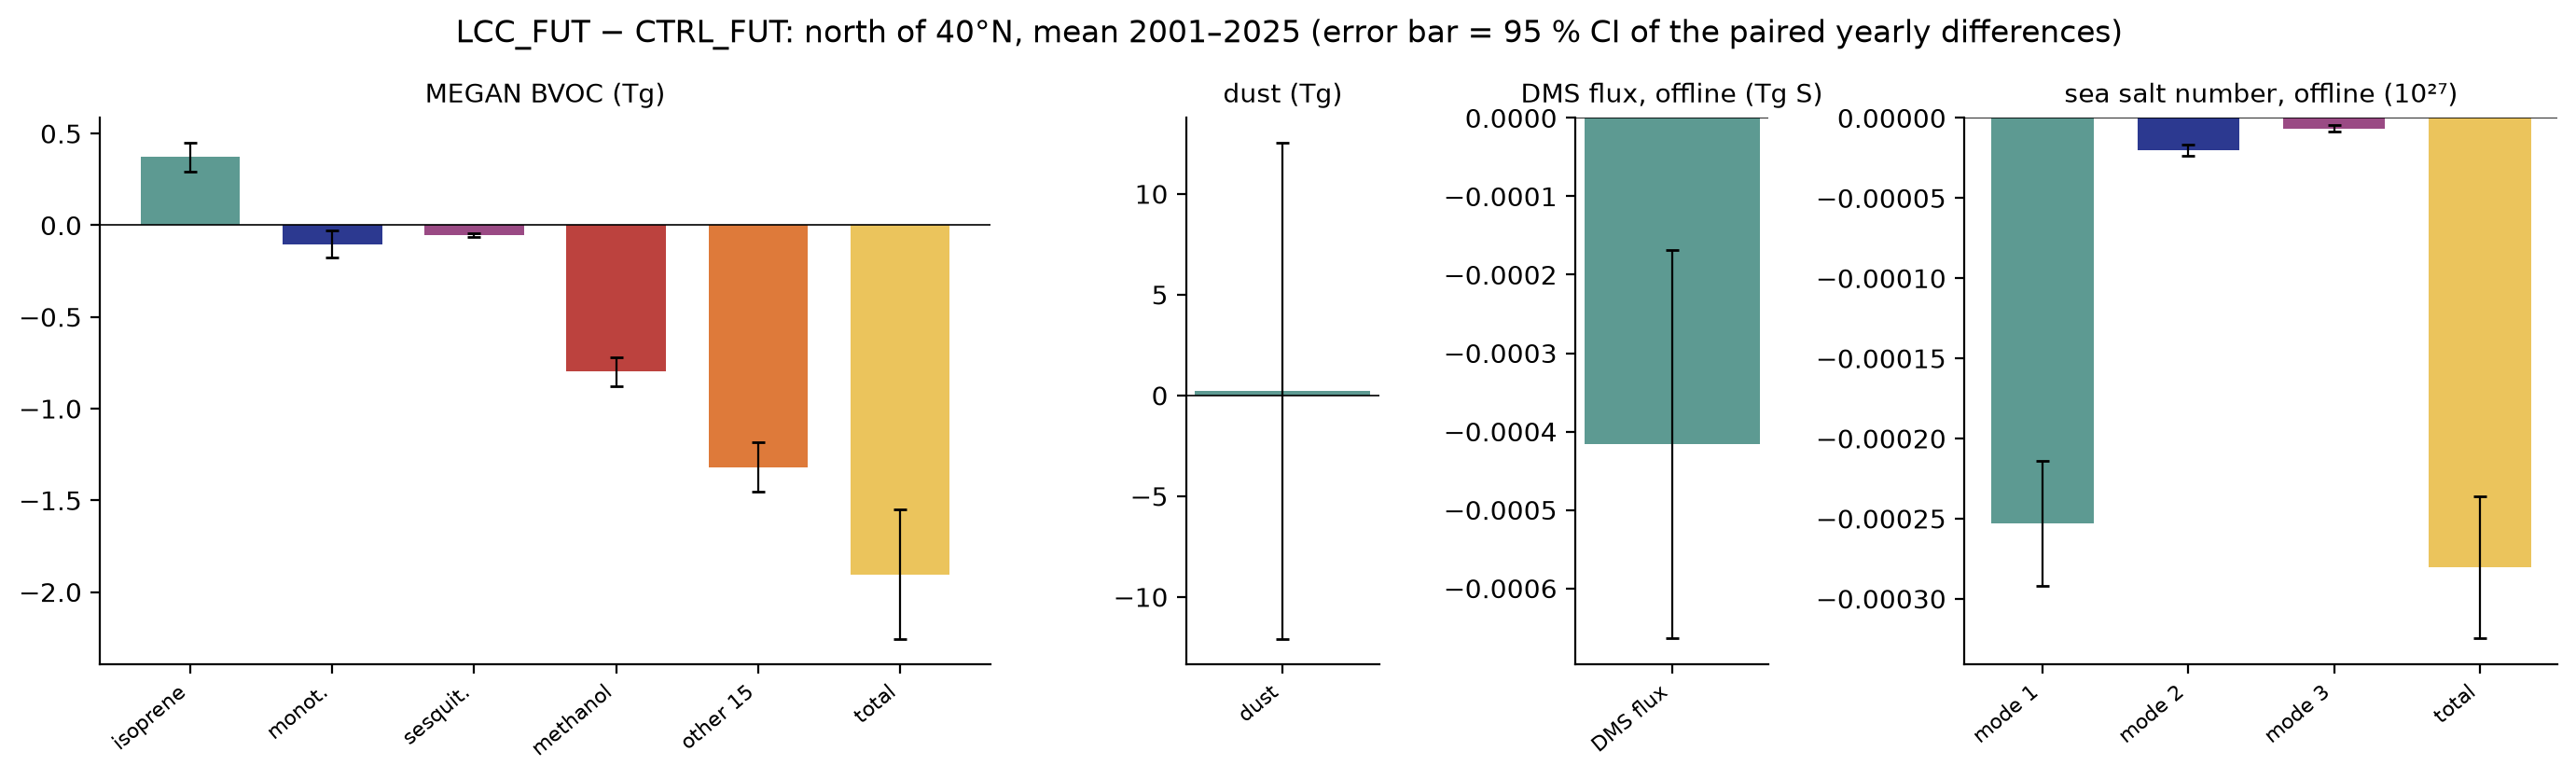 LCC_FUT − CTRL_FUT: north of 40°N, mean 2001–2025 (error bar = 95 % CI of the paired yearly differences)
MEGAN BVOC (Tg)
0.5
0.0
−0.5
−1.0
−1.5
−2.0
isoprene
monot.
sesquit.
methanol
other 15
total
dust (Tg)
10
5
0
−5
−10
dust
DMS flux, offline (Tg S)
0.0000
−0.0001
−0.0002
−0.0003
−0.0004
−0.0005
−0.0006
DMS flux
sea salt number, offline (10²⁷)
0.00000
−0.00005
−0.00010
−0.00015
−0.00020
−0.00025
−0.00030
mode 1
mode 2
mode 3
total